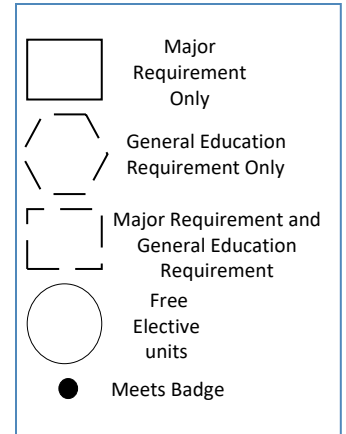 Major
Requirement
Only
General Education
Requirement Only
Major Requirement and
General Education
Requirement
Free
Elective
units
Meets Badge